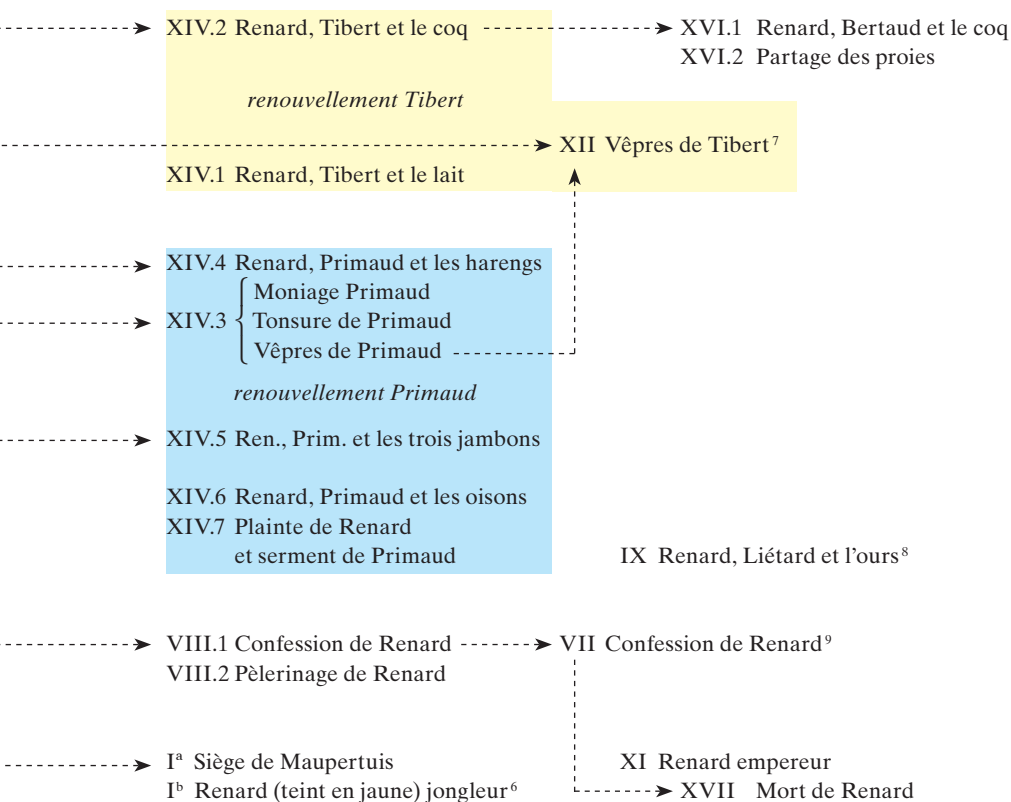 XIV.2 Renard, Tibert et le coq
XVI.1 Renard, Bertaud et le coq
XVI.2 Partage des proies
renouvellement Tibert
XII Vêpres de Tibert⁷
XIV.1 Renard, Tibert et le lait
XIV.4 Renard, Primaud et les harengs
Moniage Primaud
XIV.3 Tonsure de Primaud
Vêpres de Primaud
renouvellement Primaud
XIV.5 Ren., Prim. et les trois jambons
XIV.6 Renard, Primaud et les oisons
XIV.7 Plainte de Renard
et serment de Primaud
IX Renard, Liétard et l'ours⁸
VIII.1 Confession de Renard
VII Confession de Renard⁹
VIII.2 Pèlerinage de Renard
Iᵃ Siège de Maupertuis
XI Renard empereur
Iᵇ Renard (teint en jaune) jongleur⁶
XVII Mort de Renard